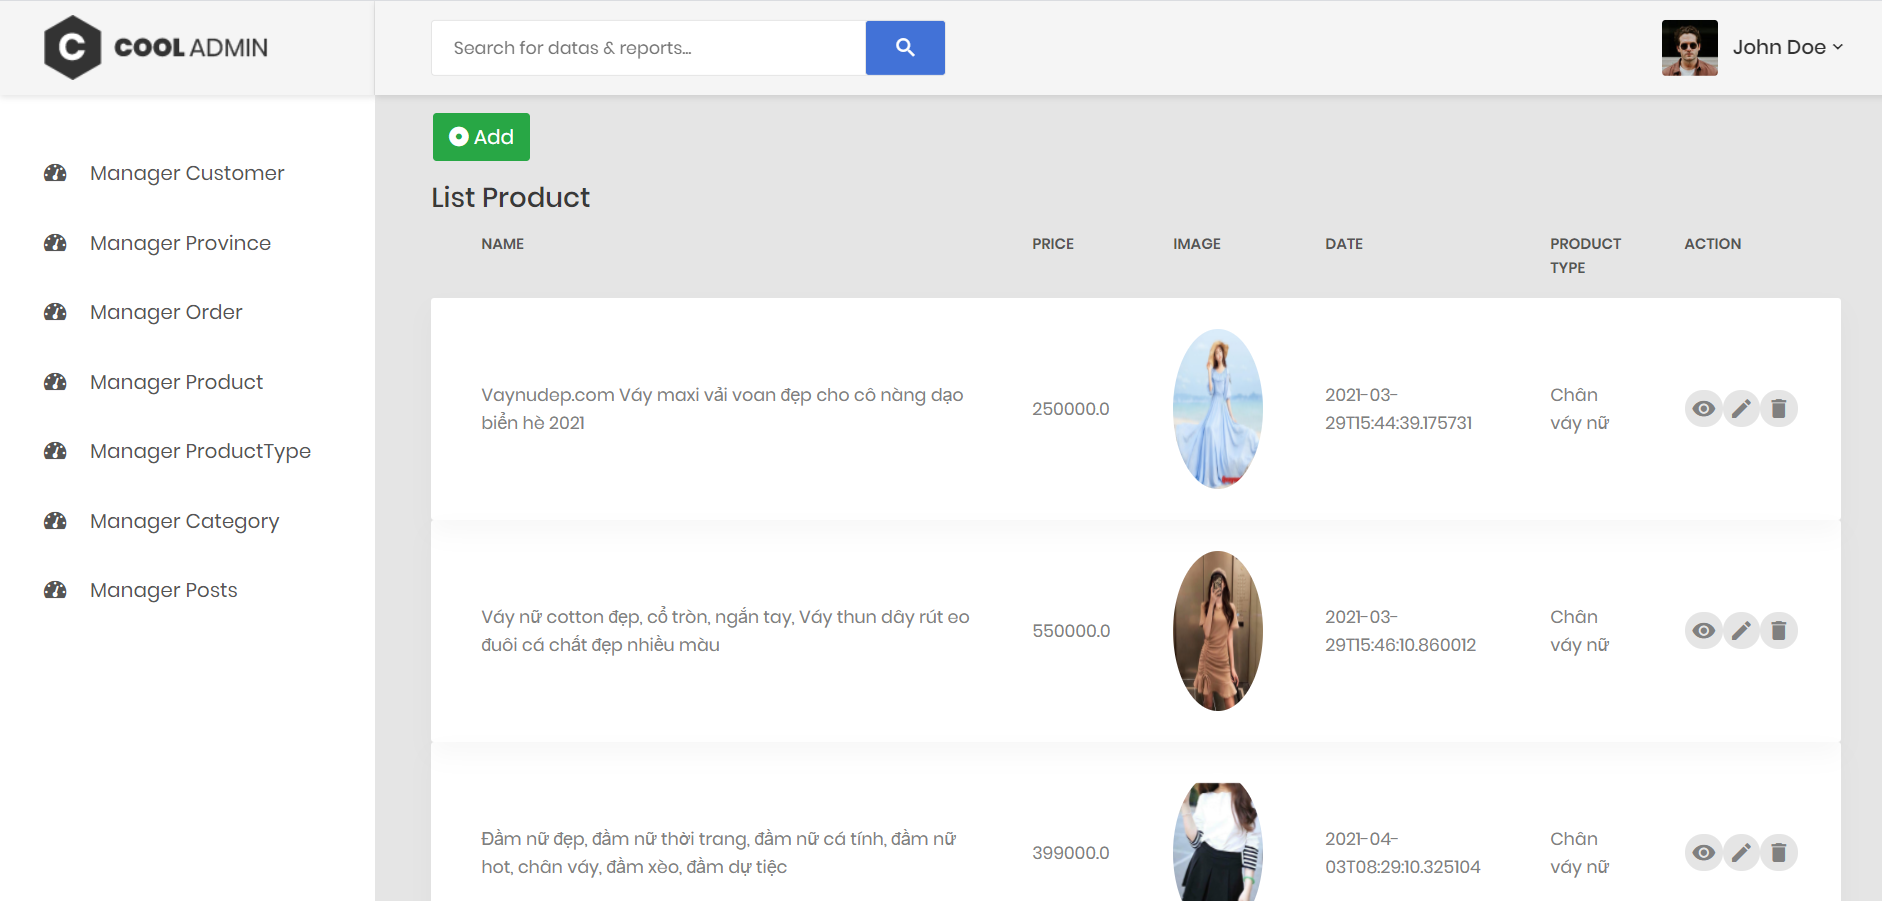 C COOL ADMIN
Search for datas & reports...
John Doe
Manager Customer
Manager Province
Manager Order
Manager Product
Manager ProductType
Manager Category
Manager Posts
Add
List Product
NAME PRICE IMAGE DATE PRODUCT TYPE ACTION
Vaynudep.com Váy maxi vải voan đẹp cho cô nàng dạo
biển hè 2021
250000.0
2021-03-
29T15:44:39.175731
Chân
váy nữ
Váy nữ cotton đẹp, cổ tròn, ngắn tay, Váy thun dây rút eo
đuôi cá chất đẹp nhiều màu
550000.0
2021-03-
29T15:46:10.860012
Chân
váy nữ
Đầm nữ đẹp, đầm nữ thời trang, đầm nữ cá tính, đầm nữ
hot, chân váy, đầm xèo, đầm dự tiệc
399000.0
2021-04-
03T08:29:10.325104
Chân
váy nữ